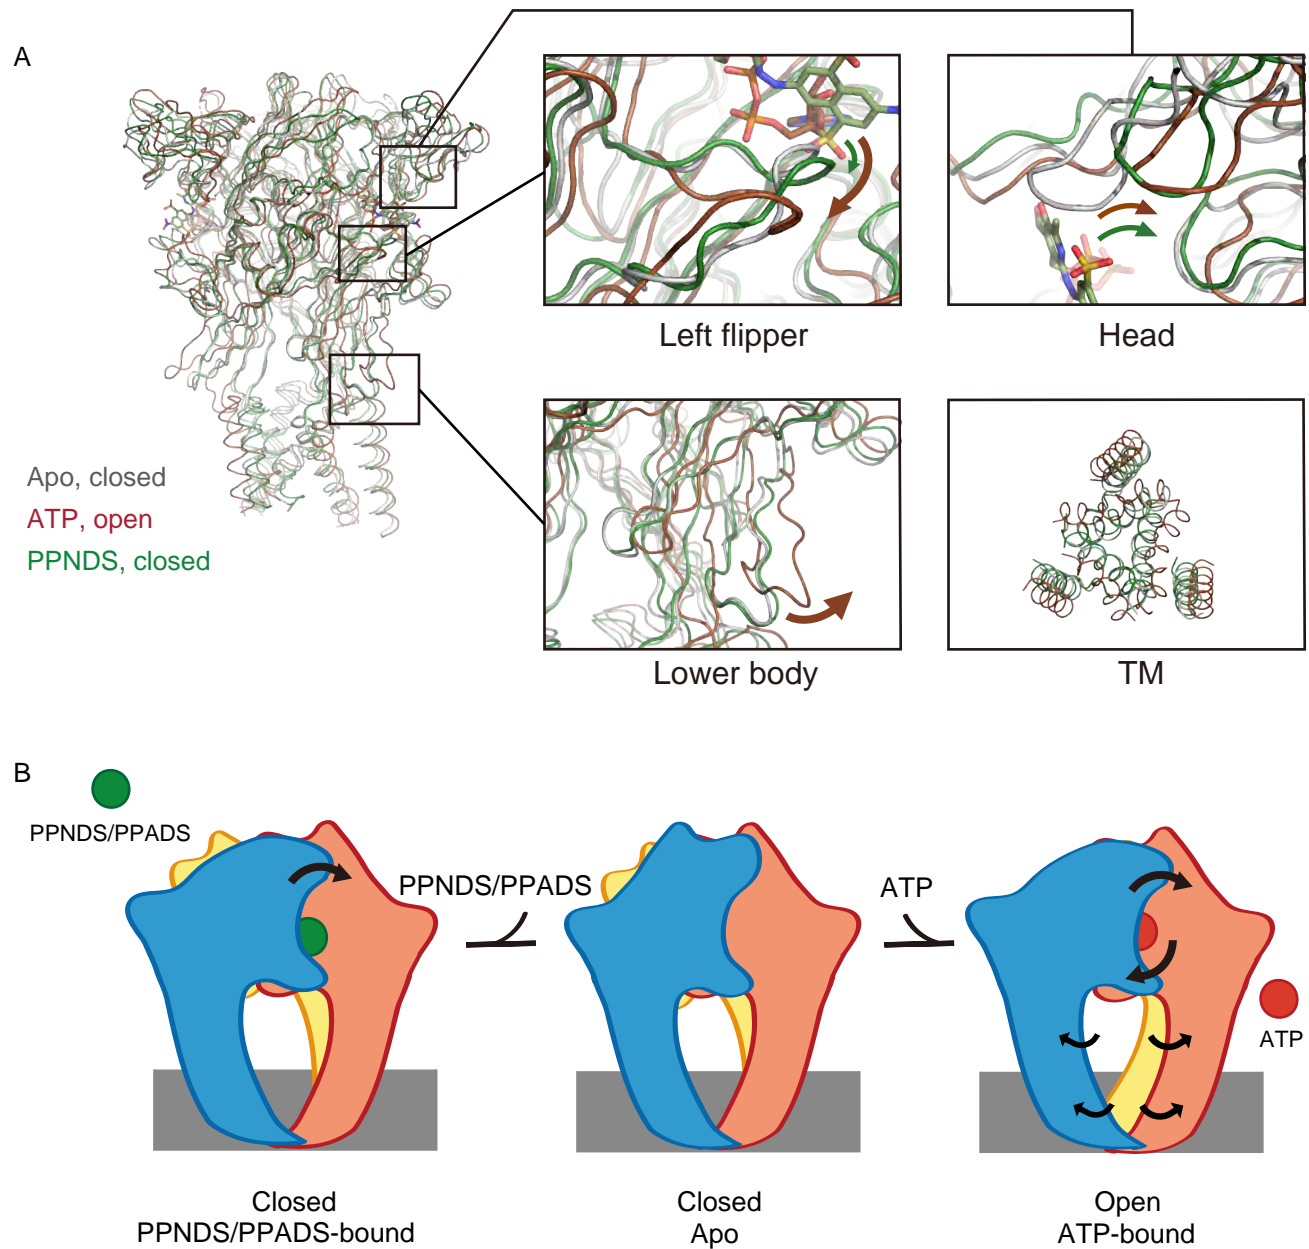 A
Left flipper
Head
Apo, closed
ATP, open
PPNDS, closed
Lower body
TM
B
PPNDS/PPADS
PPNDS/PPADS
ATP
ATP
Closed
PPNDS/PPADS-bound
Closed
Apo
Open
ATP-bound